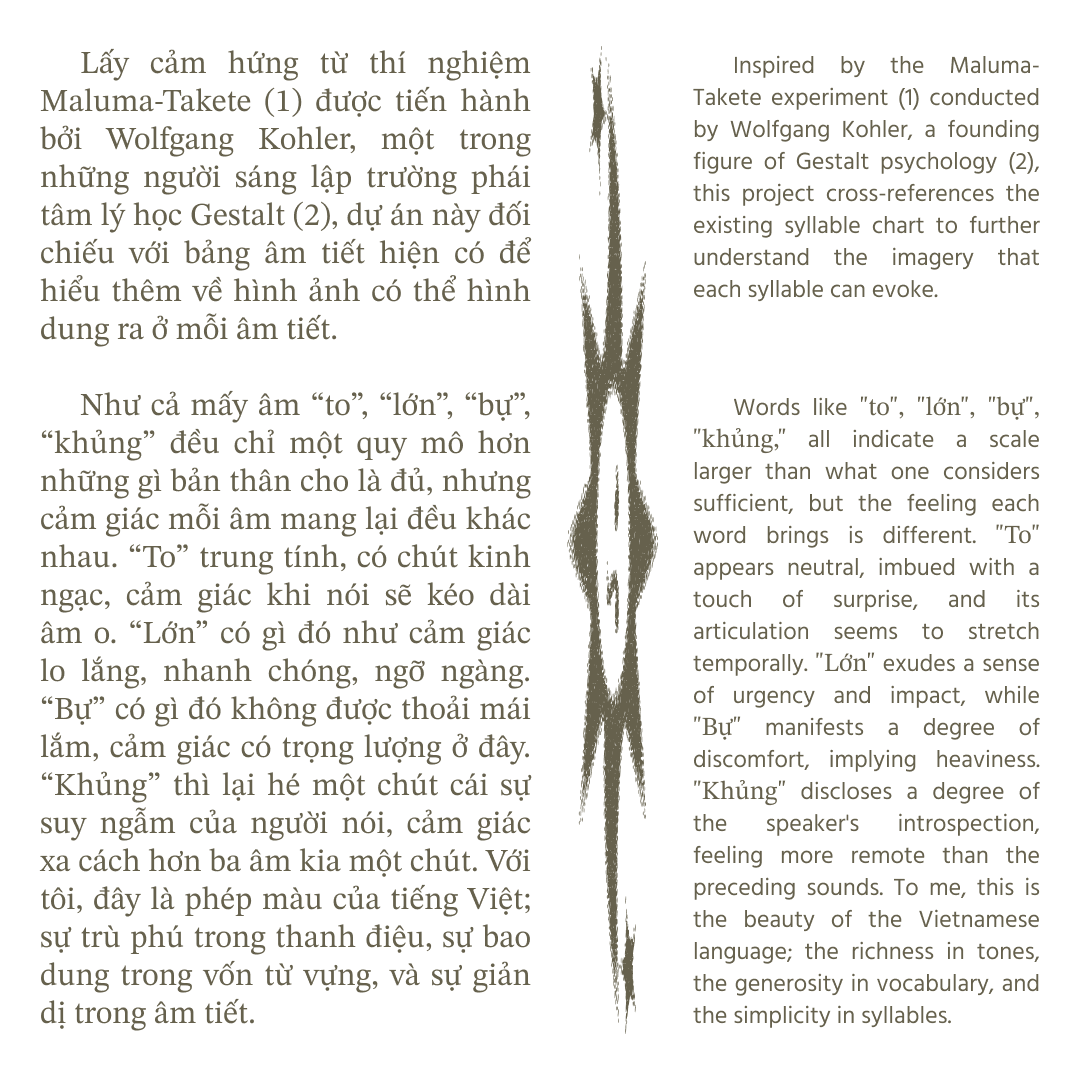 Lấy cảm hứng từ thí nghiệm
Maluma-Takete (1) được tiến hành
bởi Wolfgang Kohler, một trong
những người sáng lập trường phái
tâm lý học Gestalt (2), dự án này đối
chiếu với bảng âm tiết hiện có để
hiểu thêm về hình ảnh có thể hình
dung ra ở mỗi âm tiết.
Như cả mấy âm “to”, “lớn”, “bự”,
“khủng” đều chỉ một quy mô hơn
những gì bản thân cho là đủ, nhưng
cảm giác mỗi âm mang lại đều khác
nhau. “To” trung tính, có chút kinh
ngạc, cảm giác khi nói sẽ kéo dài
âm o. “Lớn” có gì đó như cảm giác
lo lắng, nhanh chóng, ngỡ ngàng.
“Bự” có gì đó không được thoải mái
lắm, cảm giác có trọng lượng ở đây.
“Khủng” thì lại hé một chút cái sự
suy ngẫm của người nói, cảm giác
xa cách hơn ba âm kia một chút. Với
tôi, đây là phép màu của tiếng Việt;
sự trù phú trong thanh điệu, sự bao
dung trong vốn từ vựng, và sự giản
dị trong âm tiết.
Inspired by the Maluma-
Takete experiment (1) conducted
by Wolfgang Kohler, a founding
figure of Gestalt psychology (2),
this project cross-references the
existing syllable chart to further
understand the imagery that
each syllable can evoke.
Words like "to", "lớn", "bự",
"khủng," all indicate a scale
larger than what one considers
sufficient, but the feeling each
word brings is different. "To"
appears neutral, imbued with a
touch of surprise, and its
articulation seems to stretch
temporally. "Lớn" exudes a sense
of urgency and impact, while
"Bự" manifests a degree of
discomfort, implying heaviness.
"Khủng" discloses a degree of
the speaker's introspection,
feeling more remote than the
preceding sounds. To me, this is
the beauty of the Vietnamese
language; the richness in tones,
the generosity in vocabulary, and
the simplicity in syllables.